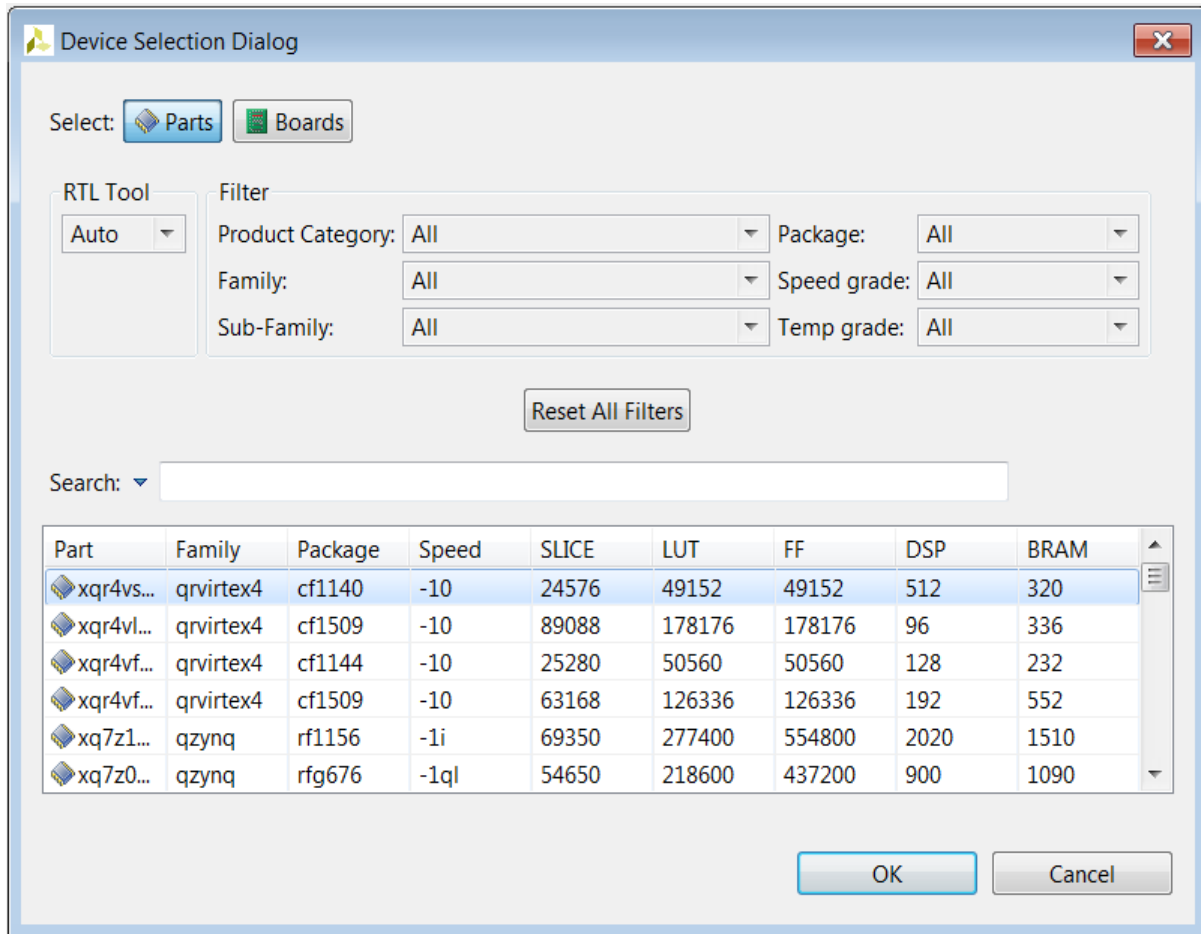 Device Selection Dialog
Select: Parts Boards
RTL Tool Filter
Auto Product Category: All Package: All
Family: All Speed grade: All
Sub-Family: All Temp grade: All
Reset All Filters
Search:
Part Family Package Speed SLICE LUT FF DSP BRAM
xqr4vs... qrvirtex4 cf1140 -10 24576 49152 49152 512 320
xqr4vl... qrvirtex4 cf1509 -10 89088 178176 178176 96 336
xqr4vf... qrvirtex4 cf1144 -10 25280 50560 50560 128 232
xqr4vf... qrvirtex4 cf1509 -10 63168 126336 126336 192 552
xq7z1... qzynq rf1156 -1i 69350 277400 554800 2020 1510
xq7z0... qzynq rfg676 -1ql 54650 218600 437200 900 1090
OK Cancel